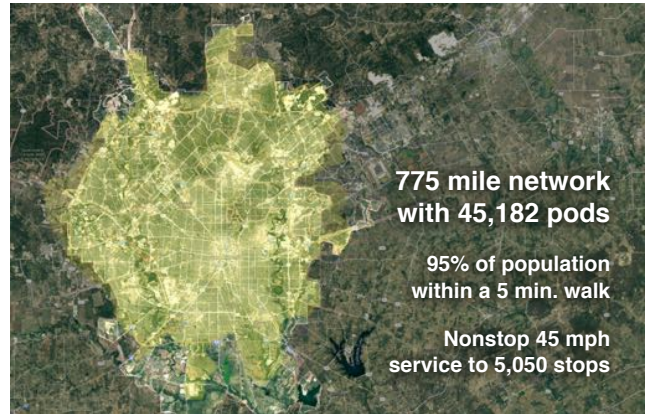 775 mile network
with 45,182 pods
95% of population
within a 5 min. walk
Nonstop 45 mph
service to 5,050 stops